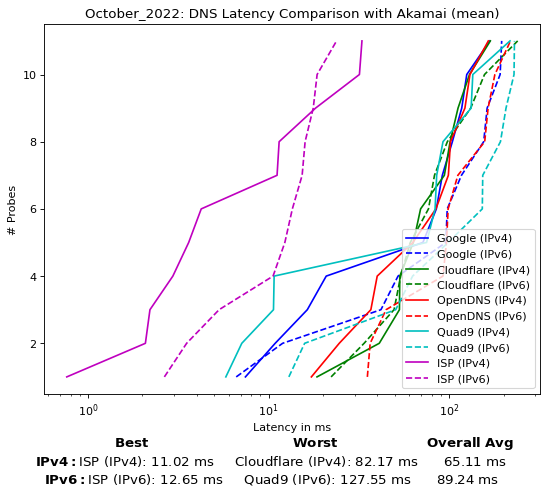 October_2022: DNS Latency Comparison with Akamai (mean)
# Probes
10
8
6
4
2
Google (IPv4)
Google (IPv6)
Cloudflare (IPv4)
Cloudflare (IPv6)
OpenDNS (IPv4)
OpenDNS (IPv6)
Quad9 (IPv4)
Quad9 (IPv6)
ISP (IPv4)
ISP (IPv6)
10⁰ 10¹ 10²
Latency in ms
Best Worst Overall Avg
IPv4: ISP (IPv4): 11.02 ms Cloudflare (IPv4): 82.17 ms 65.11 ms
IPv6: ISP (IPv6): 12.65 ms Quad9 (IPv6): 127.55 ms 89.24 ms